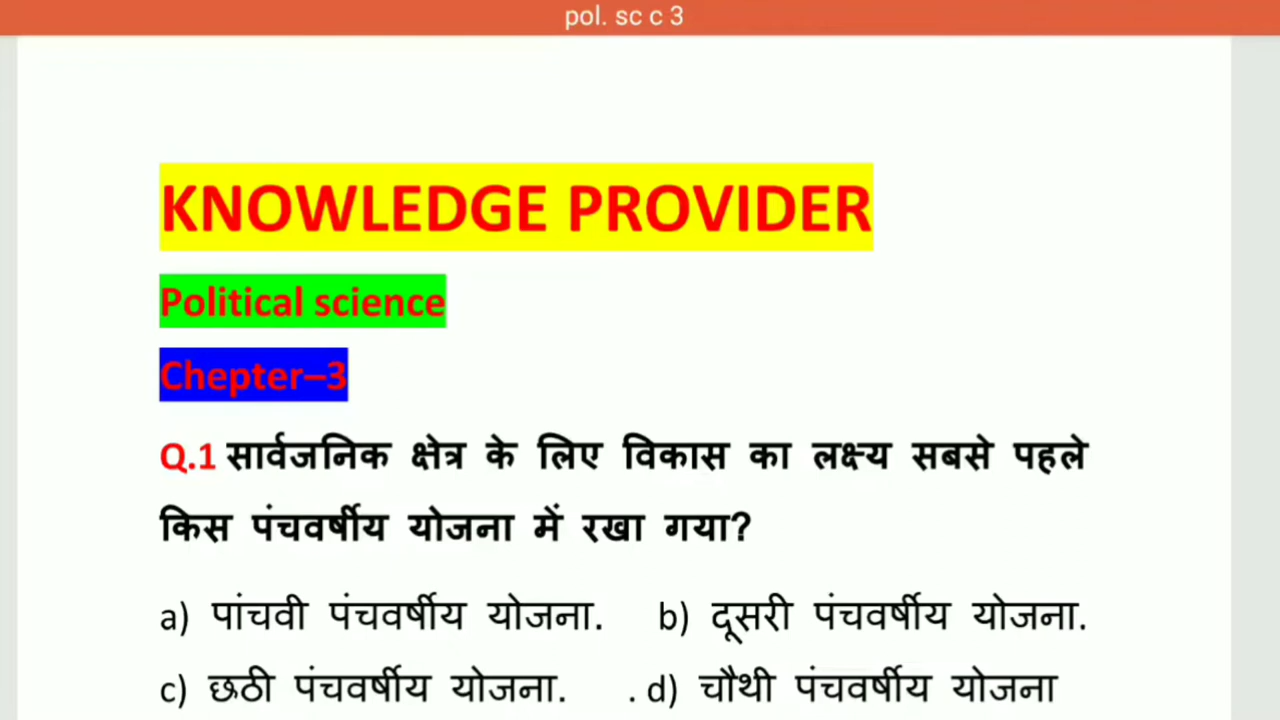 pol. sc c 3
KNOWLEDGE PROVIDER
Political science
Chepter–3
Q.1 सार्वजनिक क्षेत्र के लिए विकास का लक्ष्य सबसे पहले
किस पंचवर्षीय योजना में रखा गया?
a) पांचवी पंचवर्षीय योजना. b) दूसरी पंचवर्षीय योजना.
c) छठी पंचवर्षीय योजना. . d) चौथी पंचवर्षीय योजना